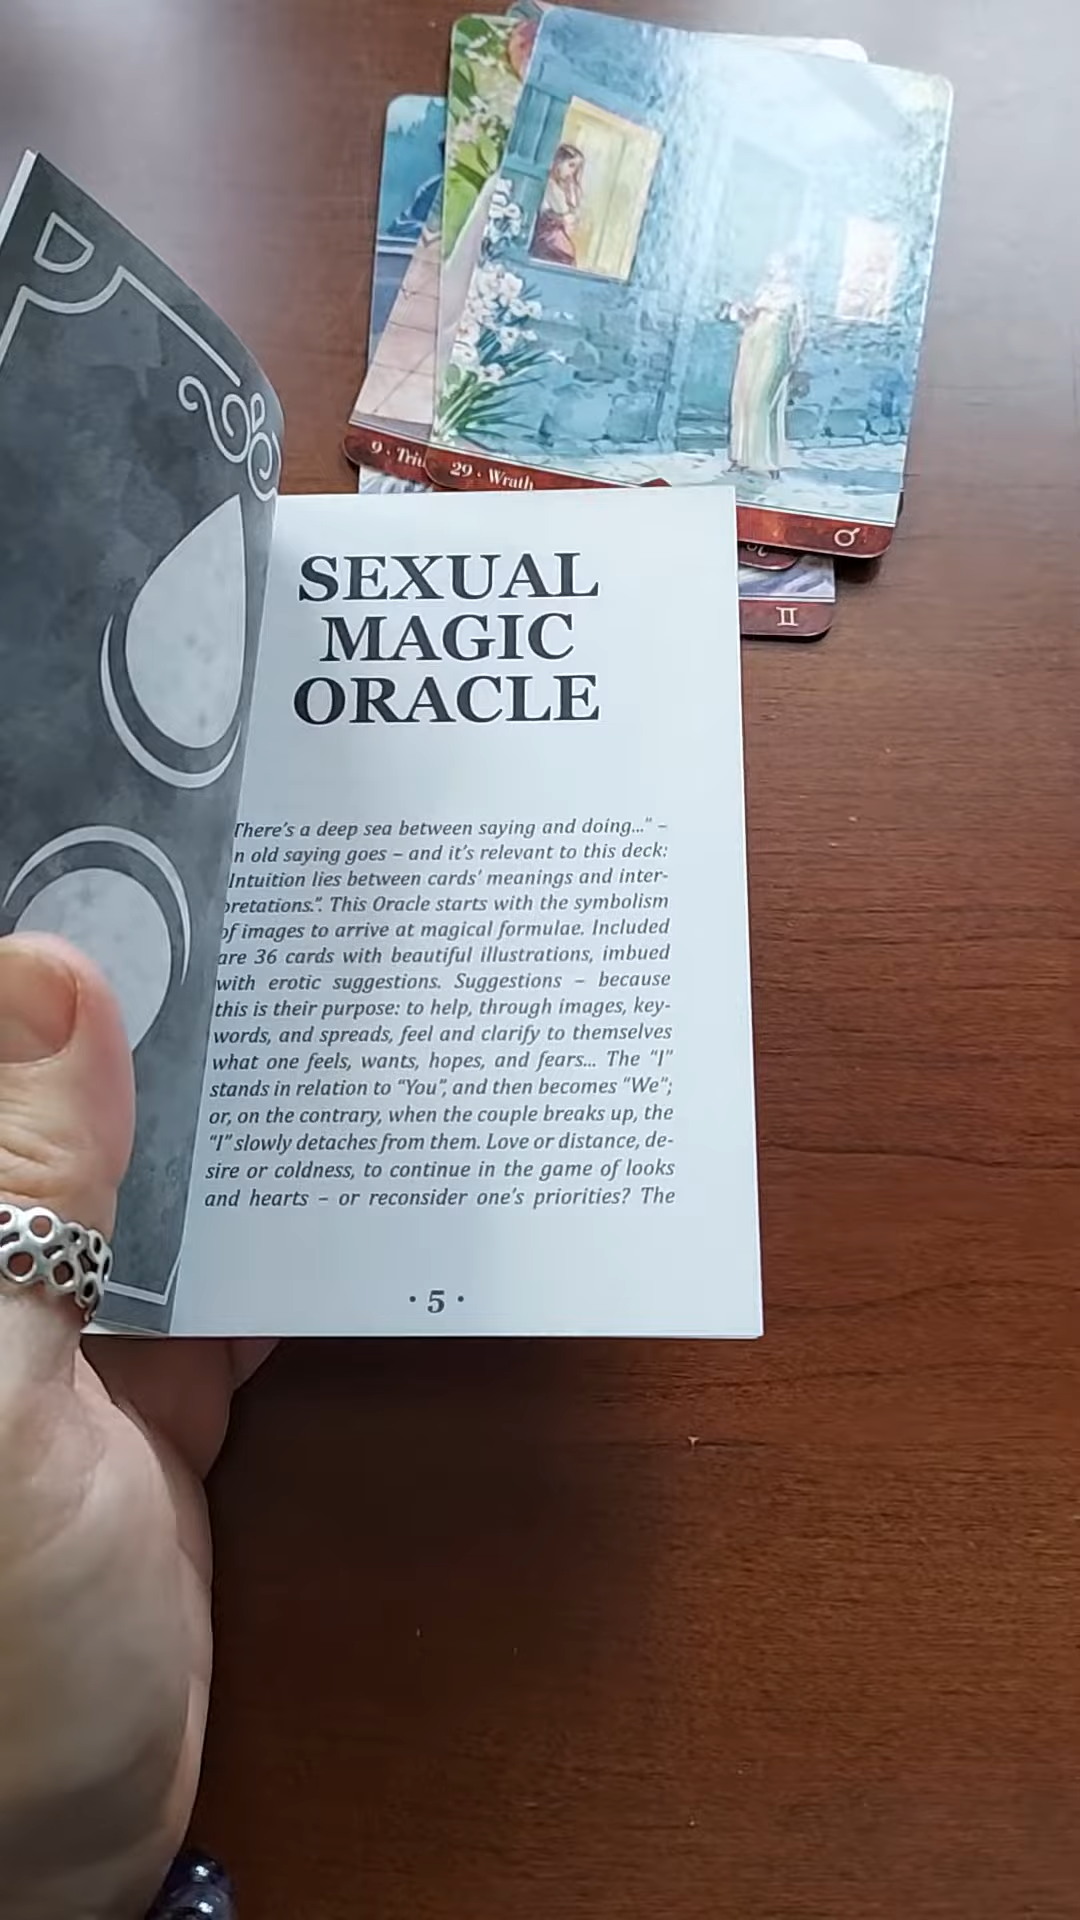 9 · Tri
29 · Wrath
♂
♊
SEXUAL
MAGIC
ORACLE
There's a deep sea between saying and doing..." –
n old saying goes – and it's relevant to this deck:
Intuition lies between cards' meanings and inter-
pretations.". This Oracle starts with the symbolism
of images to arrive at magical formulae. Included
are 36 cards with beautiful illustrations, imbued
with erotic suggestions. Suggestions – because
this is their purpose: to help, through images, key-
words, and spreads, feel and clarify to themselves
what one feels, wants, hopes, and fears... The "I"
stands in relation to "You", and then becomes "We";
or, on the contrary, when the couple breaks up, the
"I" slowly detaches from them. Love or distance, de-
sire or coldness, to continue in the game of looks
and hearts – or reconsider one's priorities? The
· 5 ·